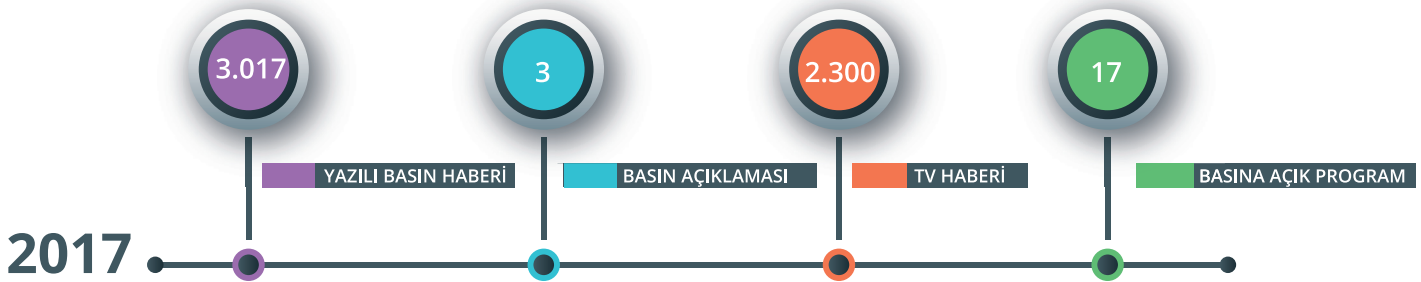 3.017
3
2.300
17
YAZILI BASIN HABERİ
BASIN AÇIKLAMASI
TV HABERİ
BASINA AÇIK PROGRAM
2017